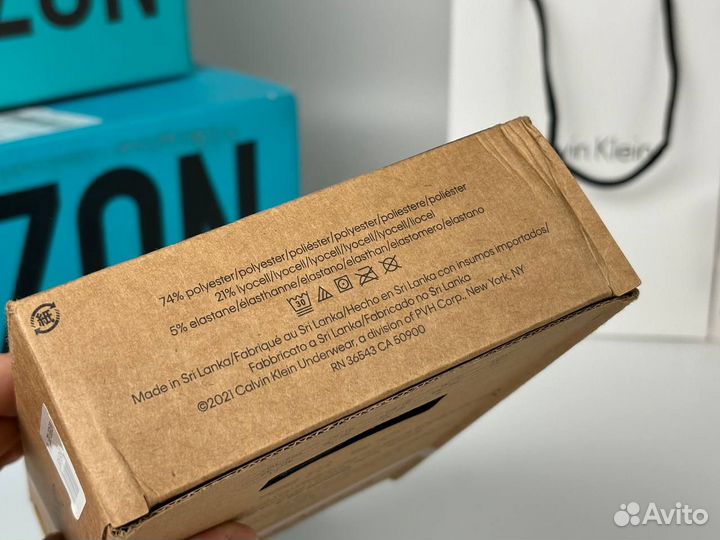 ZON
ZON
vin Klein
74% polyester/polyester/poliéster/polyester/poliestere/poliéster
21% lyocell/lyocell/lyocell/lyocell/lyocell/liocel
5% elastane/élasthanne/elastano/elasthan/elastomero/elastano
30
Made in Sri Lanka/Fabriqué au Sri Lanka/Hecho en Sri Lanka con insumos importados/
Fabbricato a Sri Lanka/Fabricado no Sri Lanka
©2021 Calvin Klein Underwear, a division of PVH Corp., New York, NY
RN 36543 CA 50900
紙
Avito